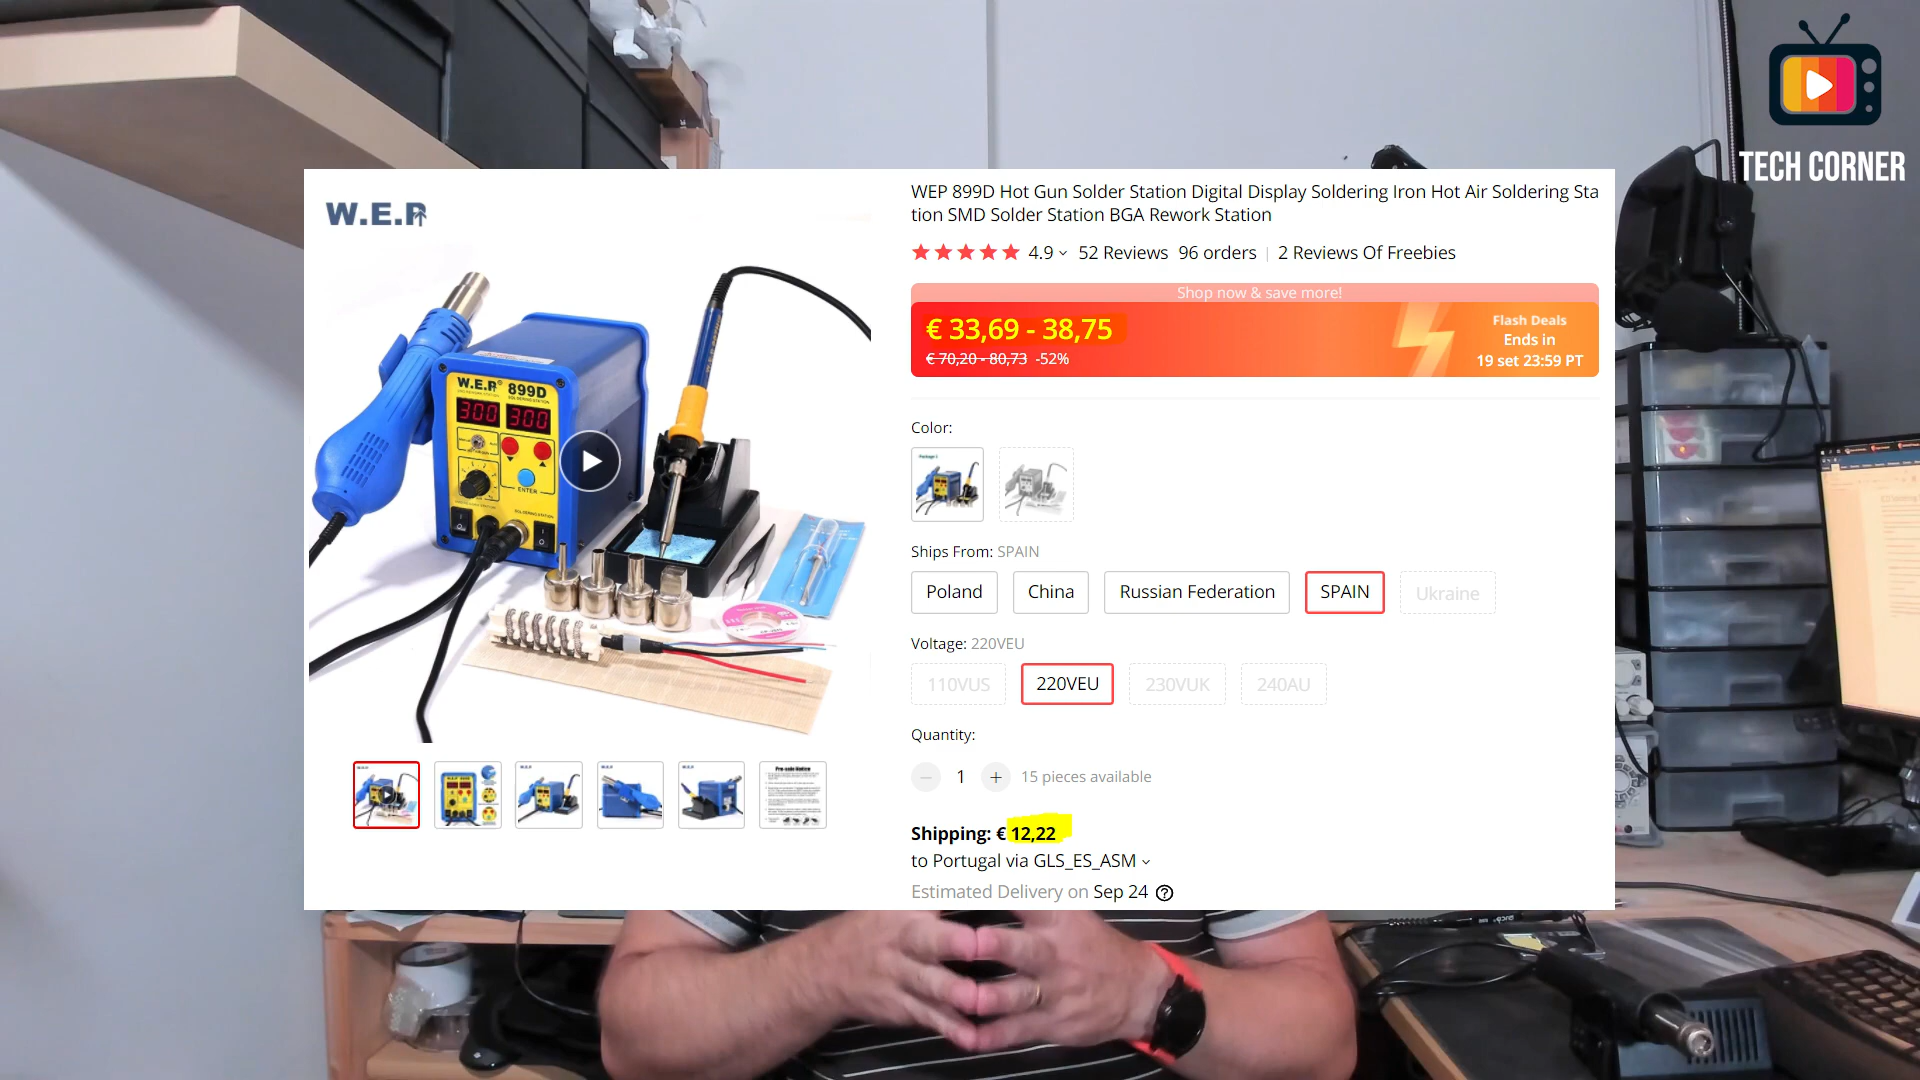 TECH CORNER
W.E.P
WEP 899D Hot Gun Solder Station Digital Display Soldering Iron Hot Air Soldering Sta
tion SMD Solder Station BGA Rework Station
4.9 52 Reviews 96 orders | 2 Reviews Of Freebies
Shop now & save more!
€ 33,69 - 38,75
€ 70,20 - 80,73 -52%
Flash Deals
Ends in
19 set 23:59 PT
W.E.P® 899D
300 300
ENTER
Color:
Ships From: SPAIN
Poland China Russian Federation SPAIN Ukraine
Voltage: 220VEU
110VUS 220VEU 230VUK 240AU
Quantity:
1 + 15 pieces available
Shipping: € 12,22
to Portugal via GLS_ES_ASM
Estimated Delivery on Sep 24